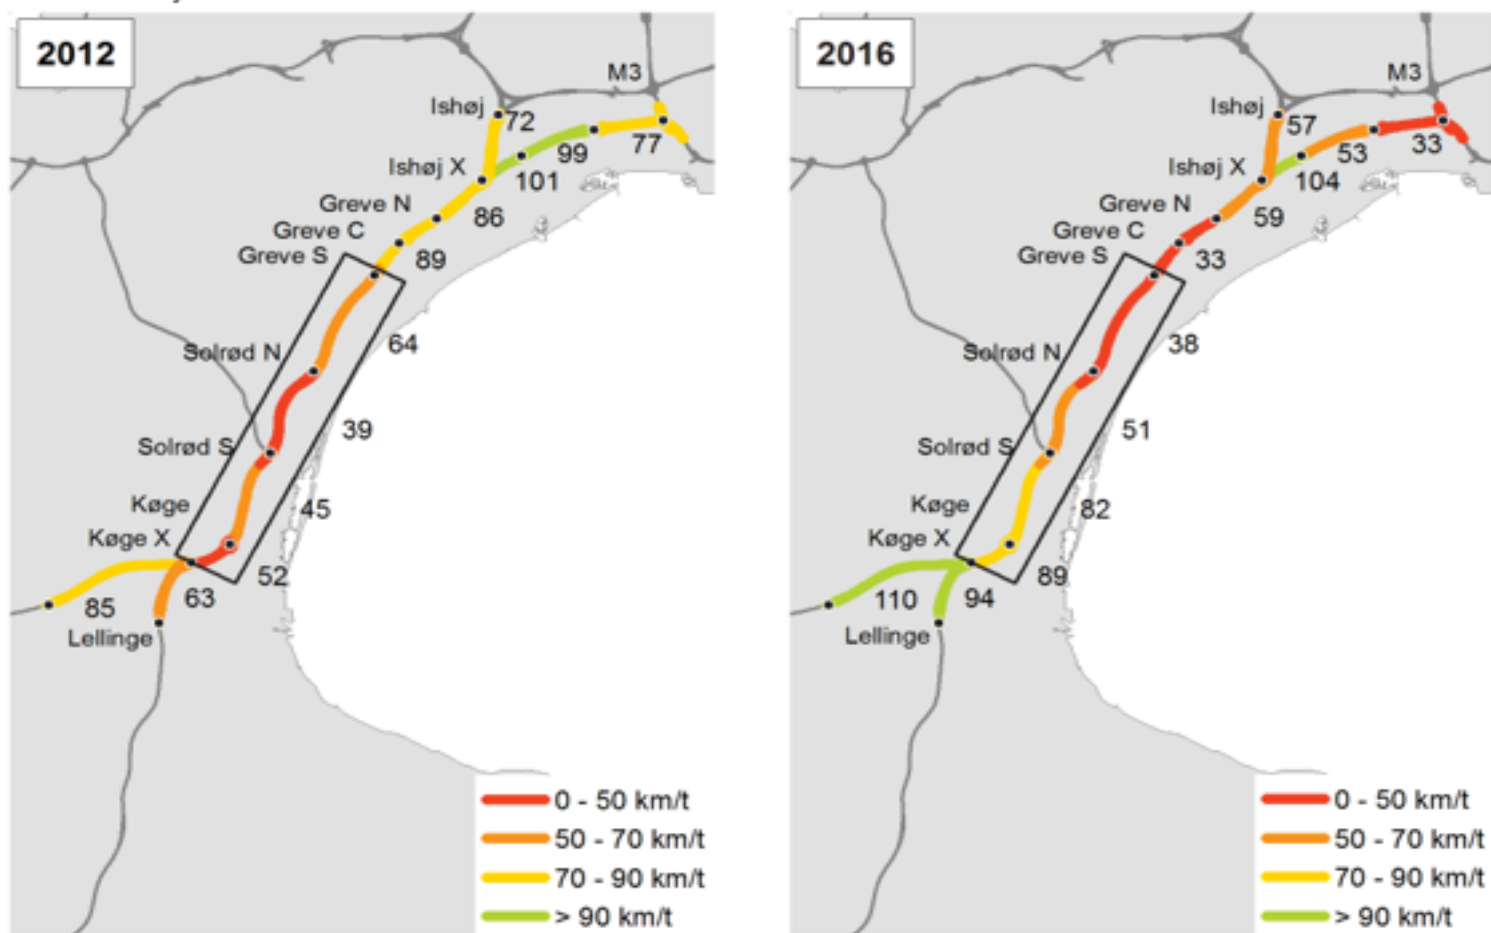 2012
M3
Ishøj
72
77
99
Ishøj X
101
Greve N
86
Greve C
Greve S
89
64
Solrød N
39
Solrød S
45
Køge
Køge X
52
63
85
Lellinge
0 - 50 km/t
50 - 70 km/t
70 - 90 km/t
> 90 km/t
2016
M3
Ishøj
57
33
53
Ishøj X
104
Greve N
59
Greve C
Greve S
33
38
Solrød N
51
Solrød S
82
Køge
Køge X
89
94
110
Lellinge
0 - 50 km/t
50 - 70 km/t
70 - 90 km/t
> 90 km/t